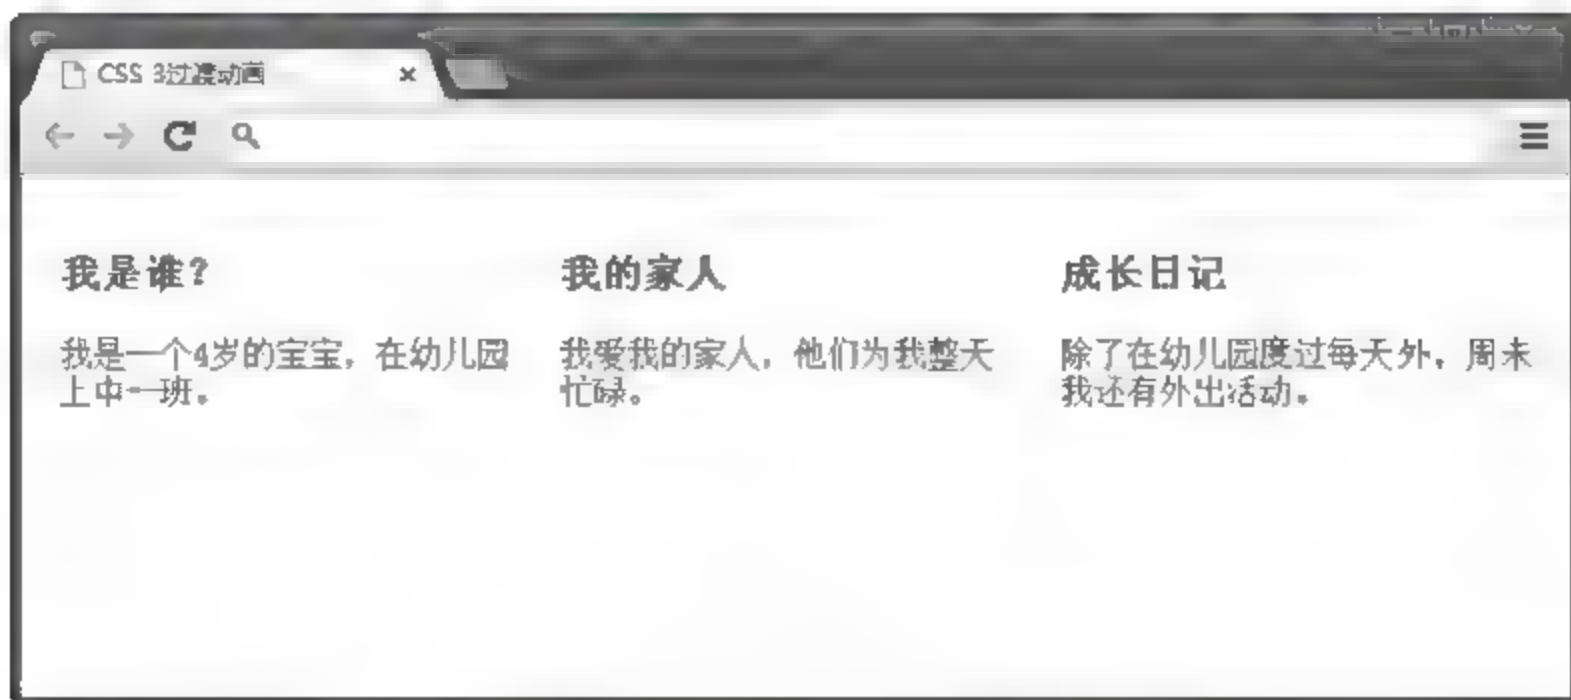 CSS 3过渡动画
我是谁?
我是一个4岁的宝宝，在幼儿园
上中一班。
我的家人
我爱我的家人，他们为我整天
忙碌。
成长日记
除了在幼儿园度过每天外，周末
我还有外出活动。